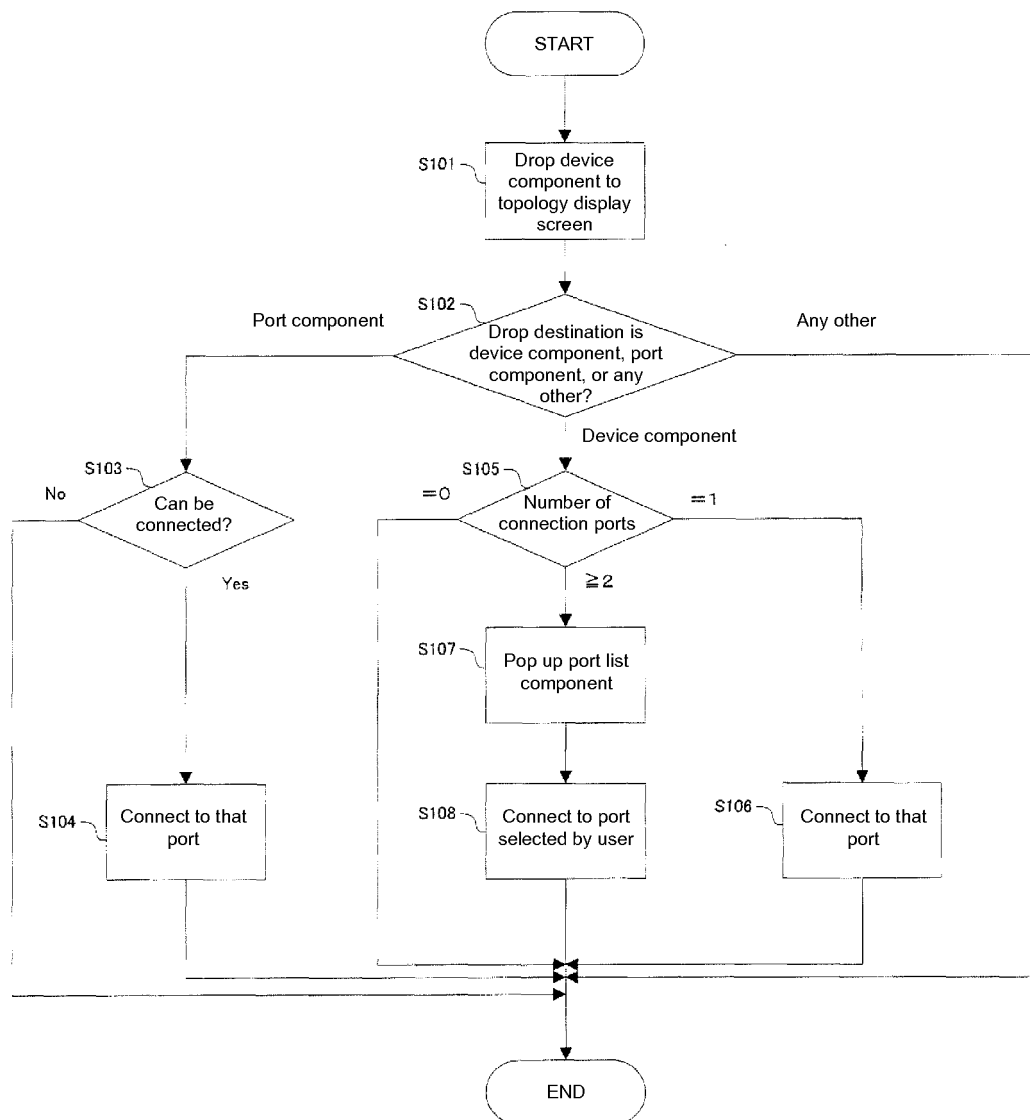 START
S101
Drop device
component to
topology display
screen
S102
Port component
Any other
Drop destination is
device component, port
component, or any
other?
Device component
S103
No
Can be
connected?
Yes
S105
=0
Number of
connection ports
=1
≧2
S107
Pop up port list
component
S104
Connect to that
port
S108
Connect to port
selected by user
S106
Connect to that
port
END